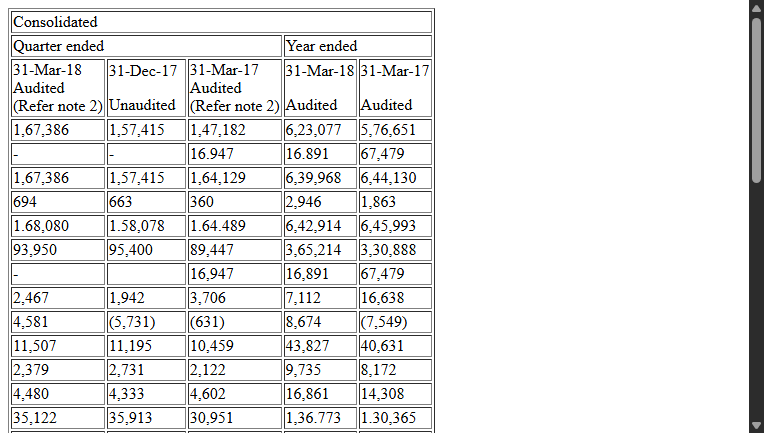 Consolidated
Quarter ended Year ended
31-Mar-18 Audited (Refer note 2) 31-Dec-17 Unaudited 31-Mar-17 Audited (Refer note 2) 31-Mar-18 Audited 31-Mar-17 Audited
1,67,386 1,57,415 1,47,182 6,23,077 5,76,651
- - 16.947 16.891 67,479
1,67,386 1,57,415 1,64,129 6,39,968 6,44,130
694 663 360 2,946 1,863
1.68,080 1.58,078 1.64.489 6,42,914 6,45,993
93,950 95,400 89,447 3,65,214 3,30,888
- 16,947 16,891 67,479
2,467 1,942 3,706 7,112 16,638
4,581 (5,731) (631) 8,674 (7,549)
11,507 11,195 10,459 43,827 40,631
2,379 2,731 2,122 9,735 8,172
4,480 4,333 4,602 16,861 14,308
35,122 35,913 30,951 1,36.773 1.30,365